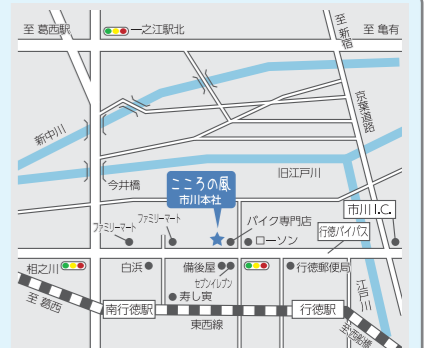 至 葛西駅
一之江駅北
至 新宿
至 亀有
新中川
京葉道路
今井橋
旧江戸川
こころの風
市川本社
市川I.C.
ファミリーマート
ファミリーマート
バイク専門店
ローソン
行徳バイパス
相之川
白浜
備後屋
セブンイレブン
行徳郵便局
江戸川
至 葛西
寿し寅
南行徳駅
東西線
行徳駅
至西船橋